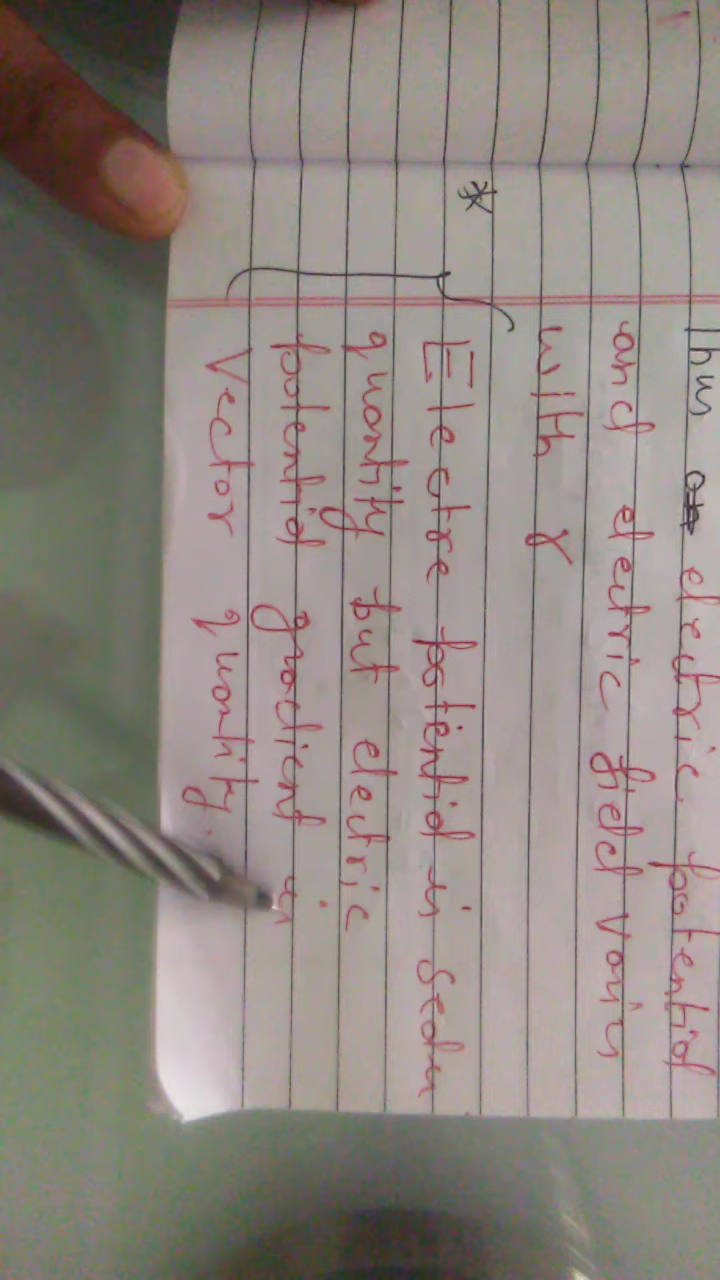 Thus electric potential
and electric field varies
with r
* Electric potential is scalar
quantity but electric
potential gradient is
vector quantity.